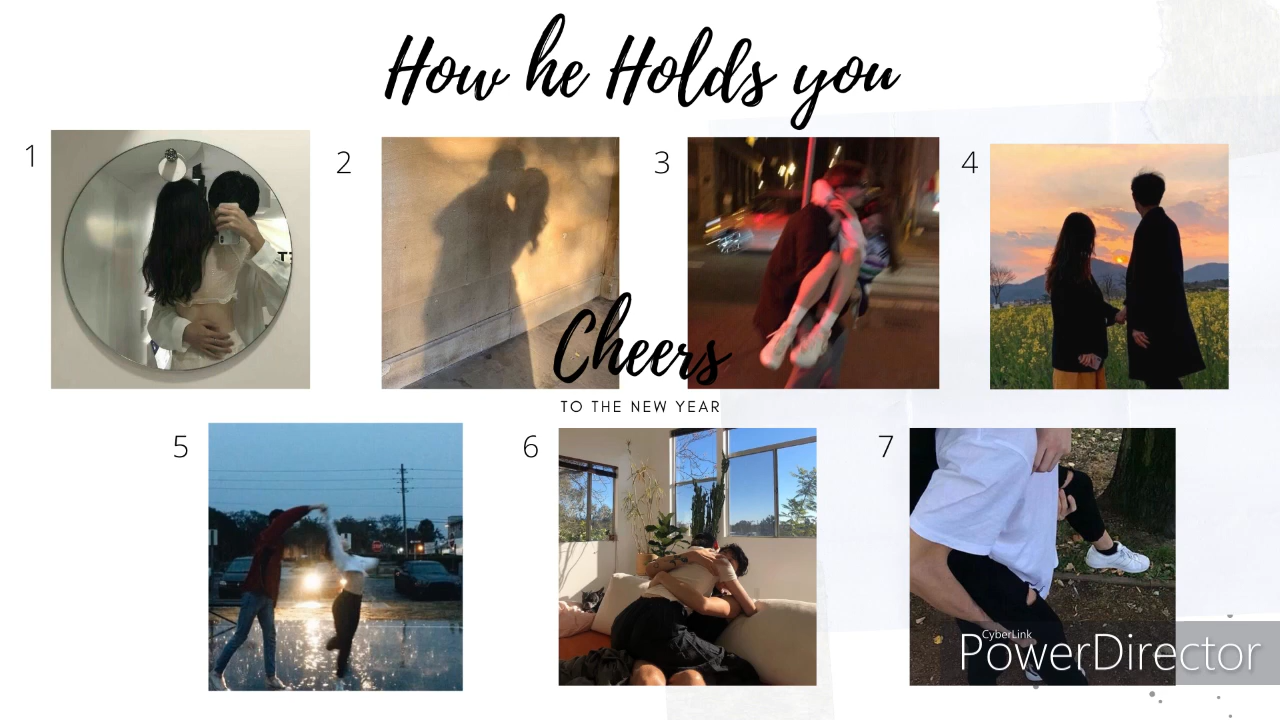 How he Holds you
1
2
3
4
Cheers
TO THE NEW YEAR
5
6
7
CyberLink
PowerDirector